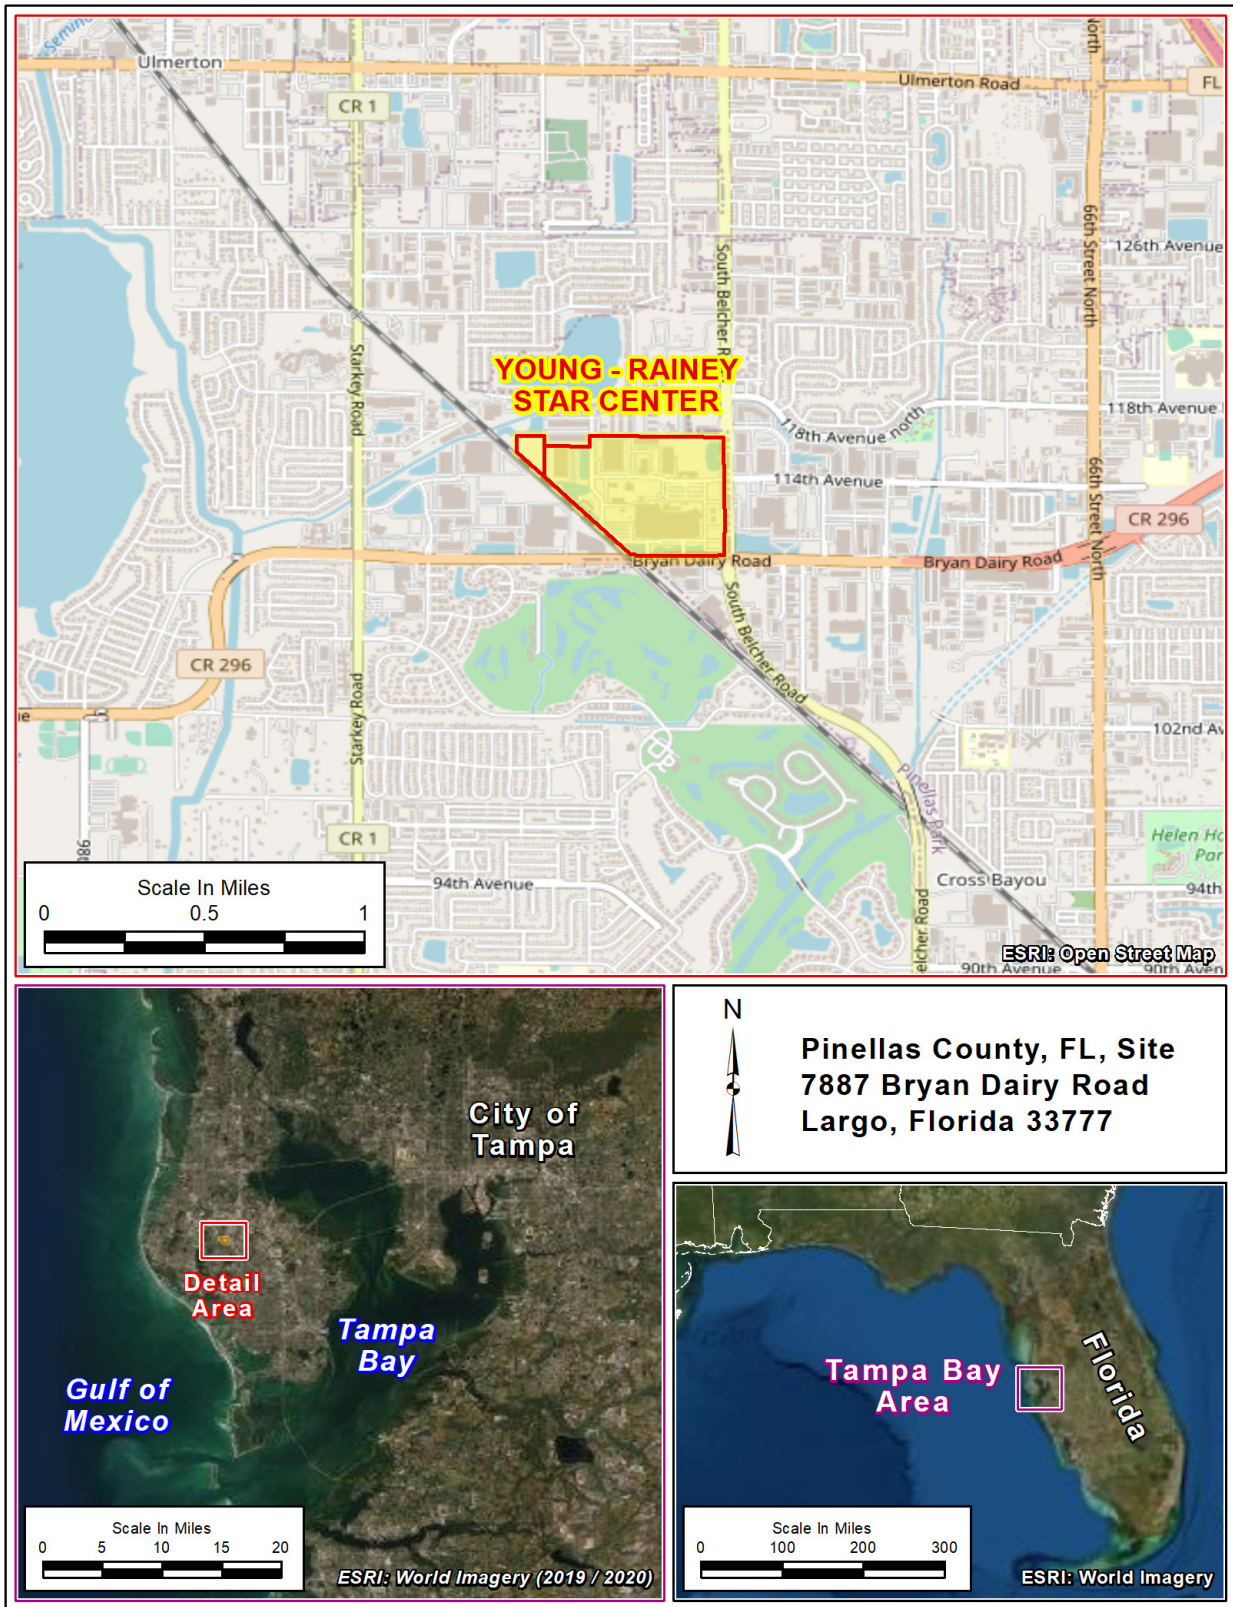 Ulmerton
Ulmerton Road
FL
North
CR 1
66th Street North
126th Avenue
South Belcher R
Starkey Road
YOUNG - RAINEY
STAR CENTER
118th Avenue north
118th Avenue
114th Avenue
66th Street North
CR 296
Bryan Dairy Road
Bryan Dairy Road
South Belcher Road
CR 296
Starkey Road
102nd Av
Pinellas
Park
CR 1
98t
Helen Ho
Par
Cross Bayou
94th Avenue
94th
elcher Road
90th Avenue
90th Aven
Scale In Miles
0 0.5 1
ESRI: Open Street Map
City of
Tampa
Detail
Area
Tampa
Bay
Gulf of
Mexico
Scale In Miles
0 5 10 15 20
ESRI: World Imagery (2019 / 2020)
N
Pinellas County, FL, Site
7887 Bryan Dairy Road
Largo, Florida 33777
Florida
Tampa Bay
Area
Scale In Miles
0 100 200 300
ESRI: World Imagery